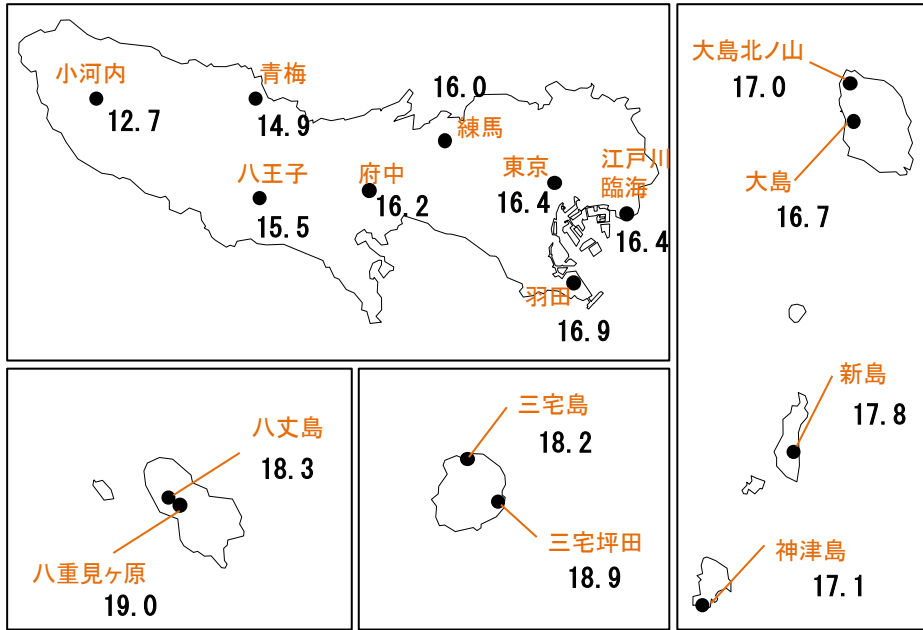 小河内
12.7
青梅
14.9
16.0
練馬
八王子
15.5
府中
16.2
東京
16.4
江戸川
臨海
16.4
羽田
16.9
大島北ノ山
17.0
大島
16.7
新島
17.8
神津島
17.1
八丈島
18.3
八重見ヶ原
19.0
三宅島
18.2
三宅坪田
18.9